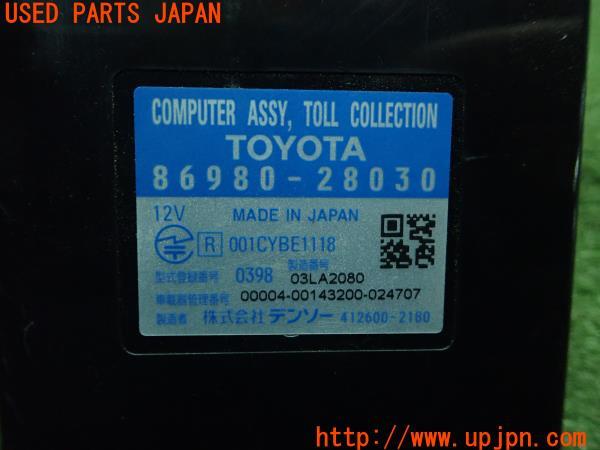 USED PARTS JAPAN
COMPUTER ASSY, TOLL COLLECTION
TOYOTA
86980-28030
12V MADE IN JAPAN
R 001CYBE1118
型式登録番号 0398 製造番号 03LA2080
車載器管理番号 00004-00143200-024707
製造者 株式会社 デンソー 412600-2180
http://www.upjpn.com/